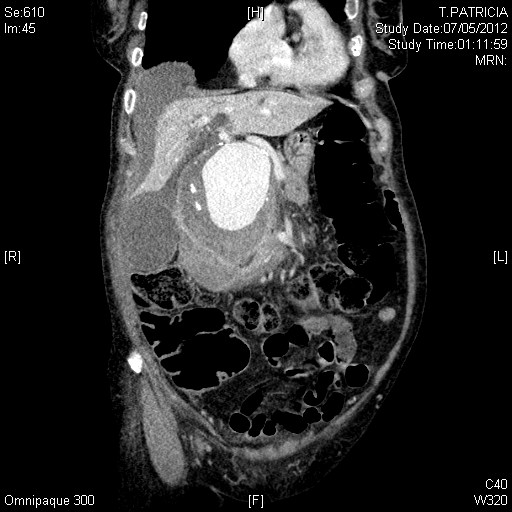 Se:610
Im:45
[H]
T.PATRICIA
Study Date:07/05/2012
Study Time:01:11:59
MRN:
[R]
[L]
Omnipaque 300
[F]
C40
W320